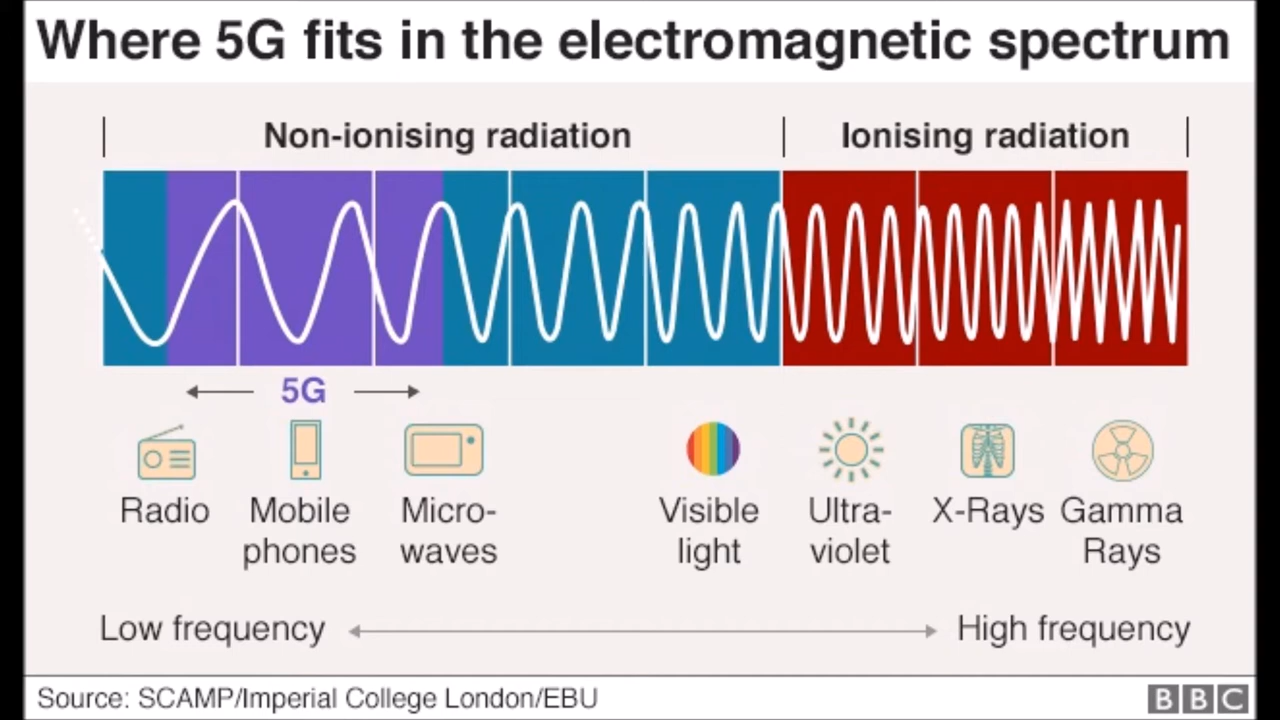 Where 5G fits in the electromagnetic spectrum
Non-ionising radiation
Ionising radiation
5G
Radio
Mobile
phones
Micro-
waves
Visible
light
Ultra-
violet
X-Rays
Gamma
Rays
Low frequency
High frequency
Source: SCAMP/Imperial College London/EBU
BBC